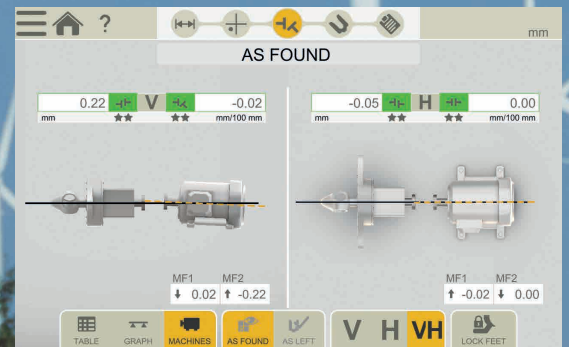 ?
mm
AS FOUND
0.22 V -0.02
mm mm/100 mm
-0.05 H 0.00
mm mm/100 mm
MF1 MF2
0.02 -0.22
MF1 MF2
-0.02 0.00
TABLE GRAPH MACHINES AS FOUND AS LEFT V H VH LOCK FEET